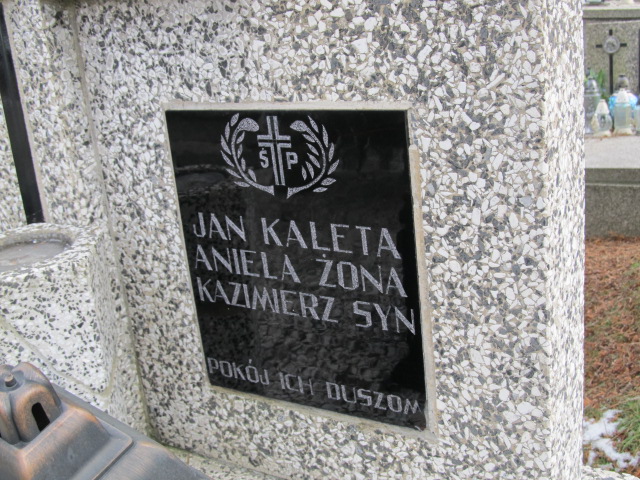 Ś P
JAN KALETA
ANIELA ŻONA
KAZIMIERZ SYN
POKÓJ ICH DUSZOM